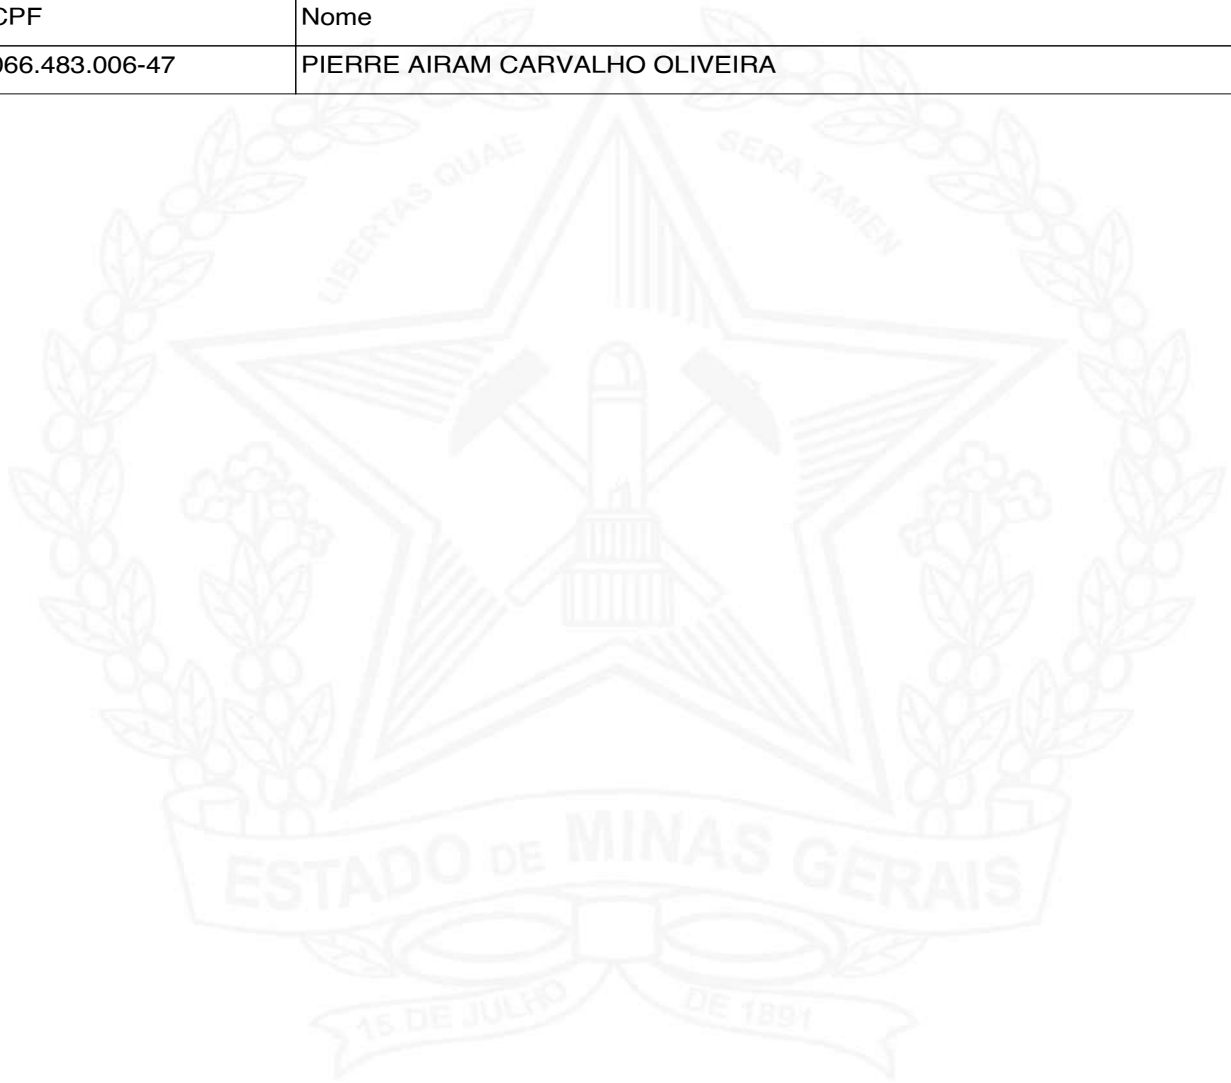 CPF Nome
066.483.006-47 PIERRE AIRAM CARVALHO OLIVEIRA
LIBERTAS QUAE SERA TAMEN
ESTADO DE MINAS GERAIS
15 DE JULHO DE 1891